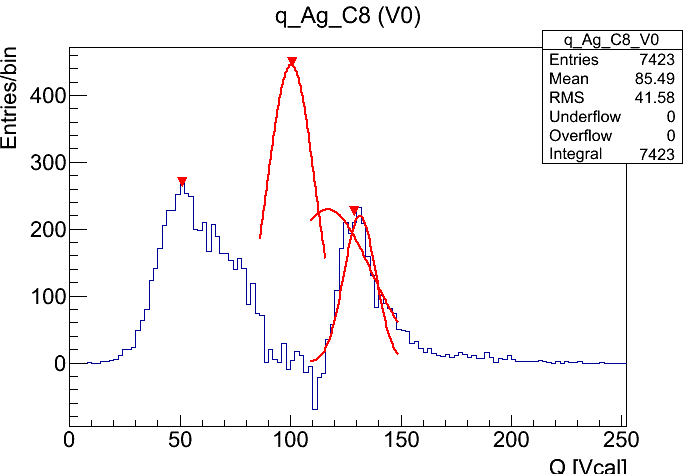 q_Ag_C8 (V0)
q_Ag_C8_V0
Entries 7423
Mean 85.49
RMS 41.58
Underflow 0
Overflow 0
Integral 7423
Entries/bin
400
300
200
100
0
0 50 100 150 200 250
Q [Vcal]